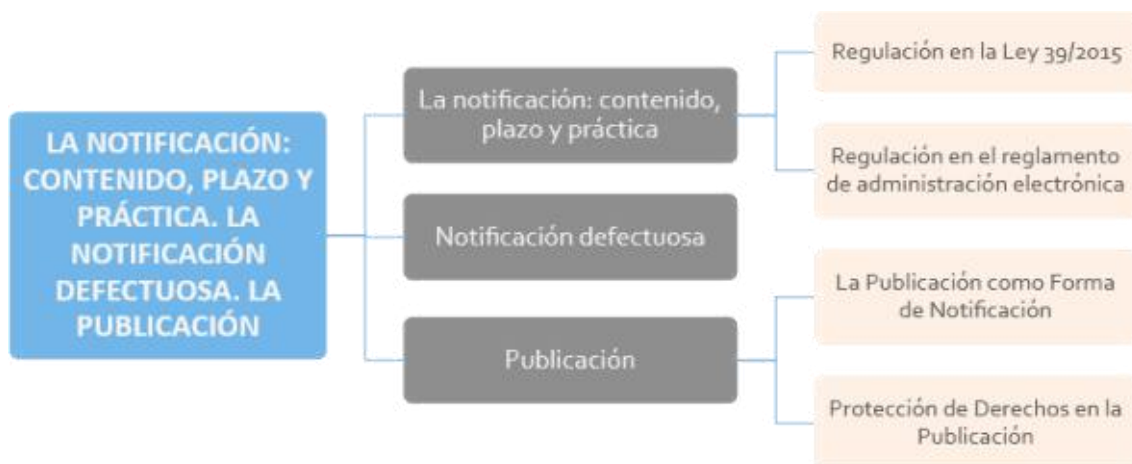 LA NOTIFICACIÓN:
CONTENIDO, PLAZO Y
PRÁCTICA. LA
NOTIFICACIÓN
DEFECTUOSA. LA
PUBLICACIÓN
La notificación: contenido,
plazo y práctica
Regulación en la Ley 39/2015
Regulación en el reglamento
de administración electrónica
Notificación defectuosa
Publicación
La Publicación como Forma
de Notificación
Protección de Derechos en la
Publicación